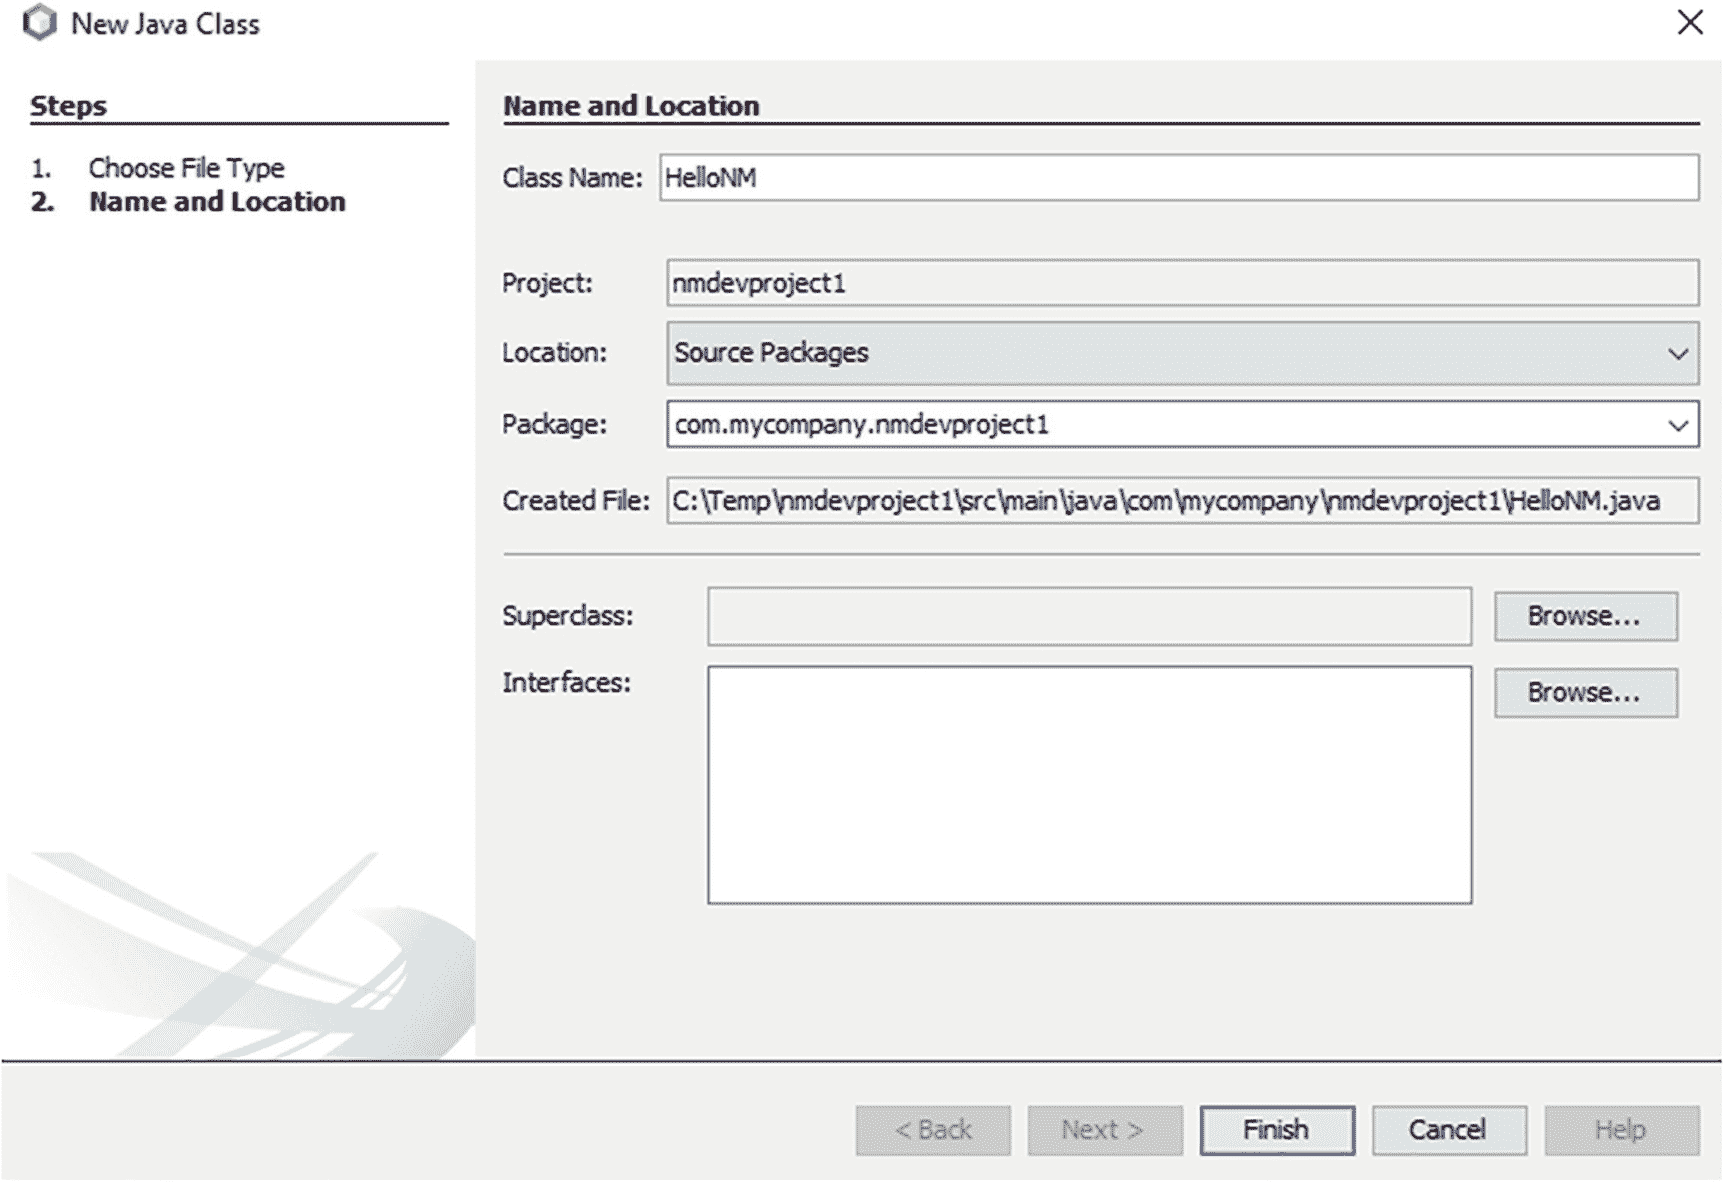 New Java Class
Steps
1. Choose File Type
2. Name and Location
Name and Location
Class Name: HelloNM
Project: nmdevproject1
Location: Source Packages
Package: com.mycompany.nmdevproject1
Created File: C:\Temp\nmdevproject1\src\main\java\com\mycompany\nmdevproject1\HelloNM.java
Superclass: Browse...
Interfaces: Browse...
< Back Next > Finish Cancel Help